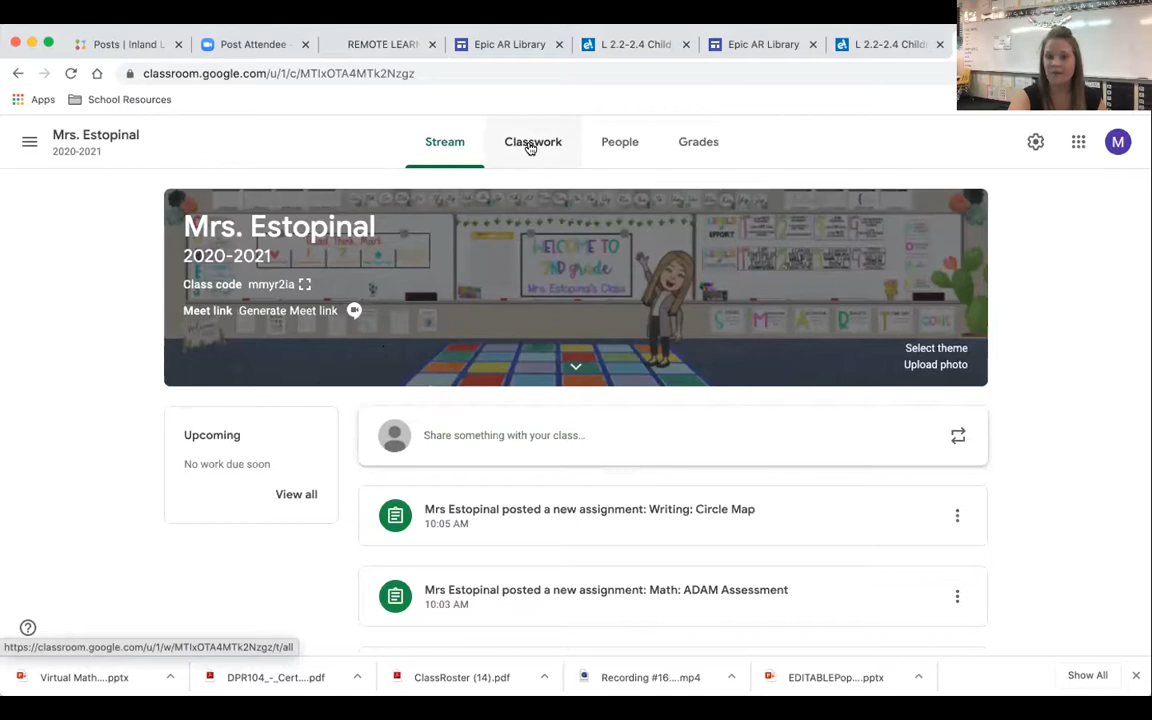 Posts | Inland L
Post Attendee -
REMOTE LEAR
Epic AR Library
L 2.2-2.4 Child
Epic AR Library
L 2.2-2.4 Child
classroom.google.com/u/1/c/MTIxOTA4MTk2Nzgz
Apps
School Resources
Mrs. Estopinal
2020-2021
Stream
Classwork
People
Grades
M
Mrs. Estopinal
2020-2021
Class code mmyr2ia
Meet link Generate Meet link
WELCOME TO
2ND grade
Mrs Estopinal's Class
Select theme
Upload photo
Upcoming
No work due soon
View all
Share something with your class...
Mrs Estopinal posted a new assignment: Writing: Circle Map
10:05 AM
Mrs Estopinal posted a new assignment: Math: ADAM Assessment
10:03 AM
https://classroom.google.com/u/1/w/MTIxOTA4MTk2Nzgz/t/all
Virtual Math....pptx
DPR104_-_Cert....pdf
ClassRoster (14).pdf
Recording #16....mp4
EDITABLEPop....pptx
Show All